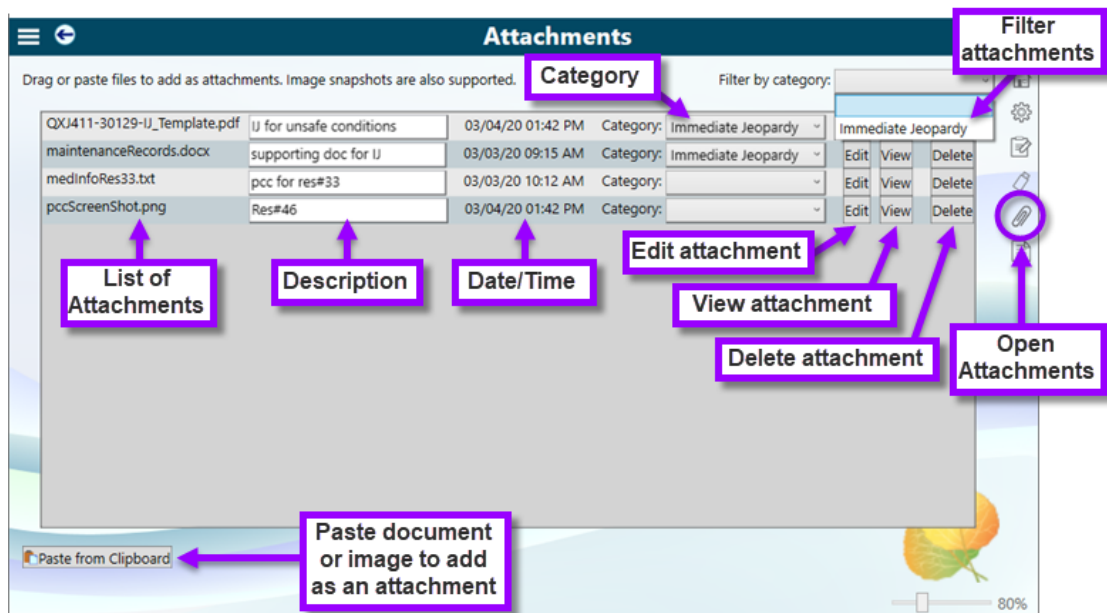 Attachments
Filter
attachments
Drag or paste files to add as attachments. Image snapshots are also supported.
Category
Filter by category:
QXJ411-30129-IJ_Template.pdf IJ for unsafe conditions 03/04/20 01:42 PM Category: Immediate Jeopardy
Immediate Jeopardy
maintenanceRecords.docx supporting doc for IJ 03/03/20 09:15 AM Category: Immediate Jeopardy Edit View Delete
medInfoRes33.txt pcc for res#33 03/03/20 10:12 AM Category: Edit View Delete
pccScreenShot.png Res#46 03/04/20 01:42 PM Category: Edit View Delete
List of
Attachments
Description
Date/Time
Edit attachment
View attachment
Delete attachment
Open
Attachments
Paste document
or image to add
as an attachment
Paste from Clipboard
80%